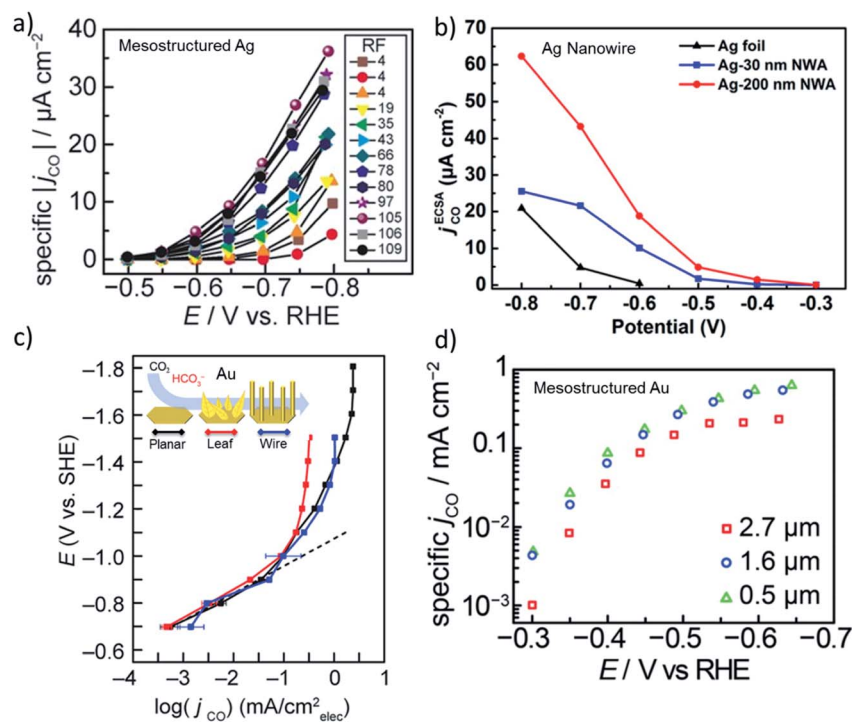 a)
Mesostructured Ag
specific |j_CO| / μA cm⁻²
40
30
20
10
0
RF
4
4
4
19
35
43
66
78
80
97
105
106
109
−0.5 −0.6 −0.7 −0.8
E / V vs. RHE
b)
Ag Nanowire
j_CO^ECSA (μA cm⁻²)
70
60
50
40
30
20
10
0
Ag foil
Ag-30 nm NWA
Ag-200 nm NWA
-0.8 -0.7 -0.6 -0.5 -0.4 -0.3
Potential (V)
c)
E (V vs. SHE)
−1.8
−1.6
−1.4
−1.2
−1.0
−0.8
−0.6
CO₂
HCO₃⁻
Au
Planar Leaf Wire
−4 −3 −2 −1 0 1
log(j_CO) (mA/cm²_elec)
d)
Mesostructured Au
specific j_CO / mA cm⁻²
1
0.1
10⁻²
10⁻³
2.7 μm
1.6 μm
0.5 μm
−0.3 −0.4 −0.5 −0.6 −0.7
E / V vs RHE